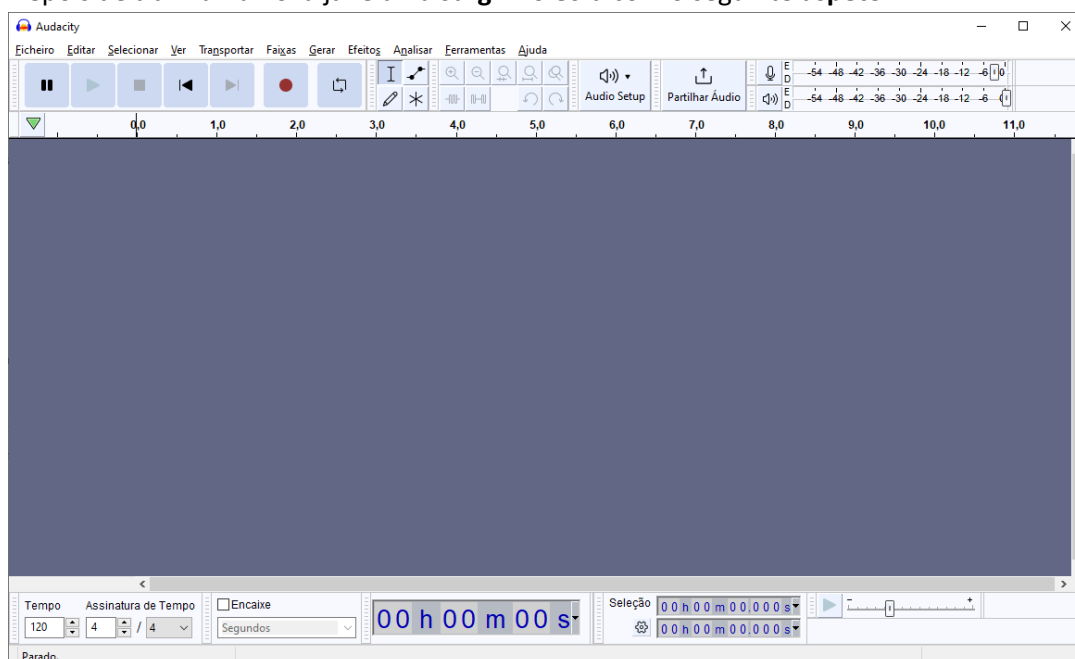 Audacity
Ficheiro Editar Selecionar Ver Transportar Faixas Gerar Efeitos Analisar Ferramentas Ajuda
Audio Setup Partilhar Áudio
E D -54 -48 -42 -36 -30 -24 -18 -12 -6 0
E D -54 -48 -42 -36 -30 -24 -18 -12 -6 0
0,0 1,0 2,0 3,0 4,0 5,0 6,0 7,0 8,0 9,0 10,0 11,0
Tempo Assinatura de Tempo Encaixe
120 4 / 4 Segundos
00 h 00 m 00 s
Seleção 00 h 00 m 00,000 s
00 h 00 m 00,000 s
- +
Parado.